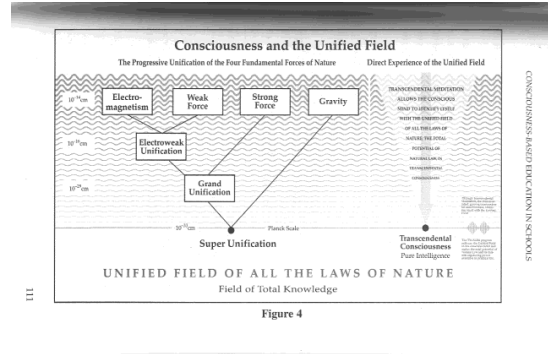 Consciousness and the Unified Field
The Progressive Unification of the Four Fundamental Forces of Nature
Direct Experience of the Unified Field
Electro-
magnetism
Weak
Force
Strong
Force
Gravity
Electroweak
Unification
Grand
Unification
Planck Scale
Super Unification
TRANSCENDENTAL MEDITATION
ALLOWS THE CONSCIOUS
MIND TO IDENTIFY ITSELF
WITH THE UNIFIED FIELD
OF ALL THE LAWS OF
NATURE, THE TOTAL
POTENTIAL OF
NATURAL LAW, IN
TRANSCENDENTAL
CONSCIOUSNESS
Transcendental
Consciousness
Pure Intelligence
UNIFIED FIELD OF ALL THE LAWS OF NATURE
Field of Total Knowledge
Figure 4
CONSCIOUSNESS-BASED EDUCATION IN SCHOOLS
111